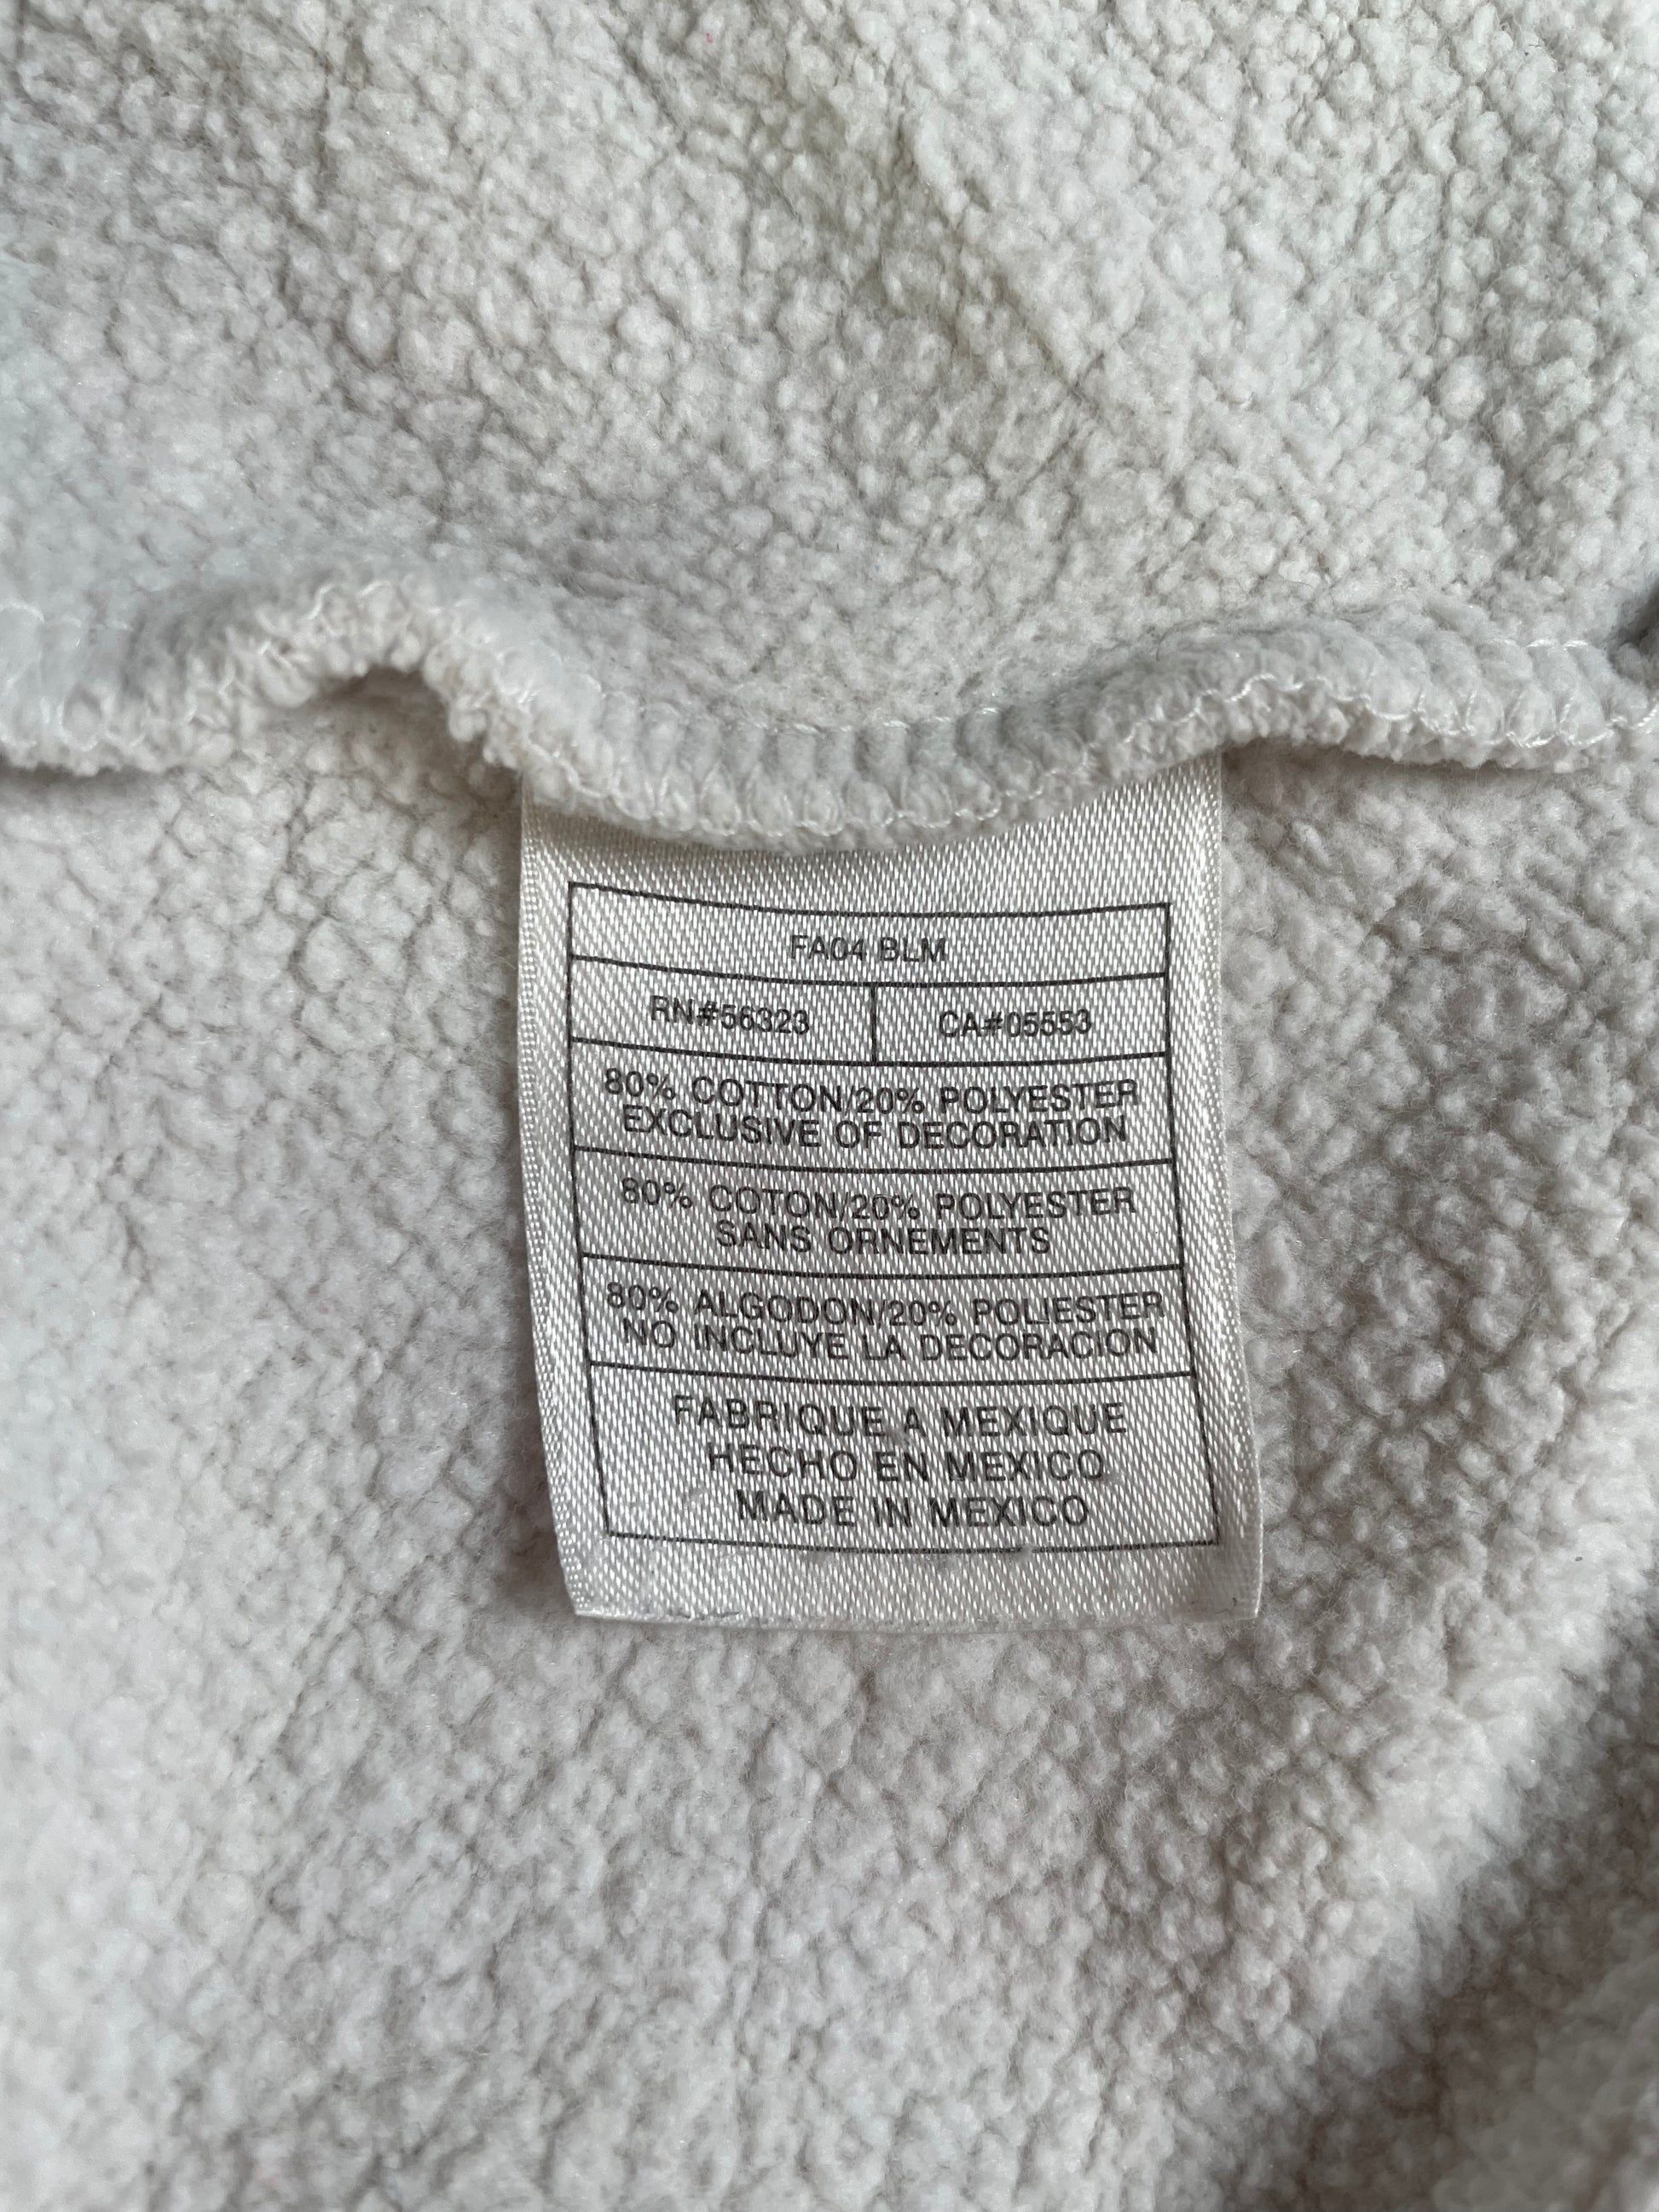 FA04 BLM
RN#56323 CA#05553
80% COTTON/20% POLYESTER
EXCLUSIVE OF DECORATION
80% COTON/20% POLYESTER
SANS ORNEMENTS
80% ALGODON/20% POLIESTER
NO INCLUYE LA DECORACION
FABRIQUE A MEXIQUE
HECHO EN MEXICO
MADE IN MEXICO